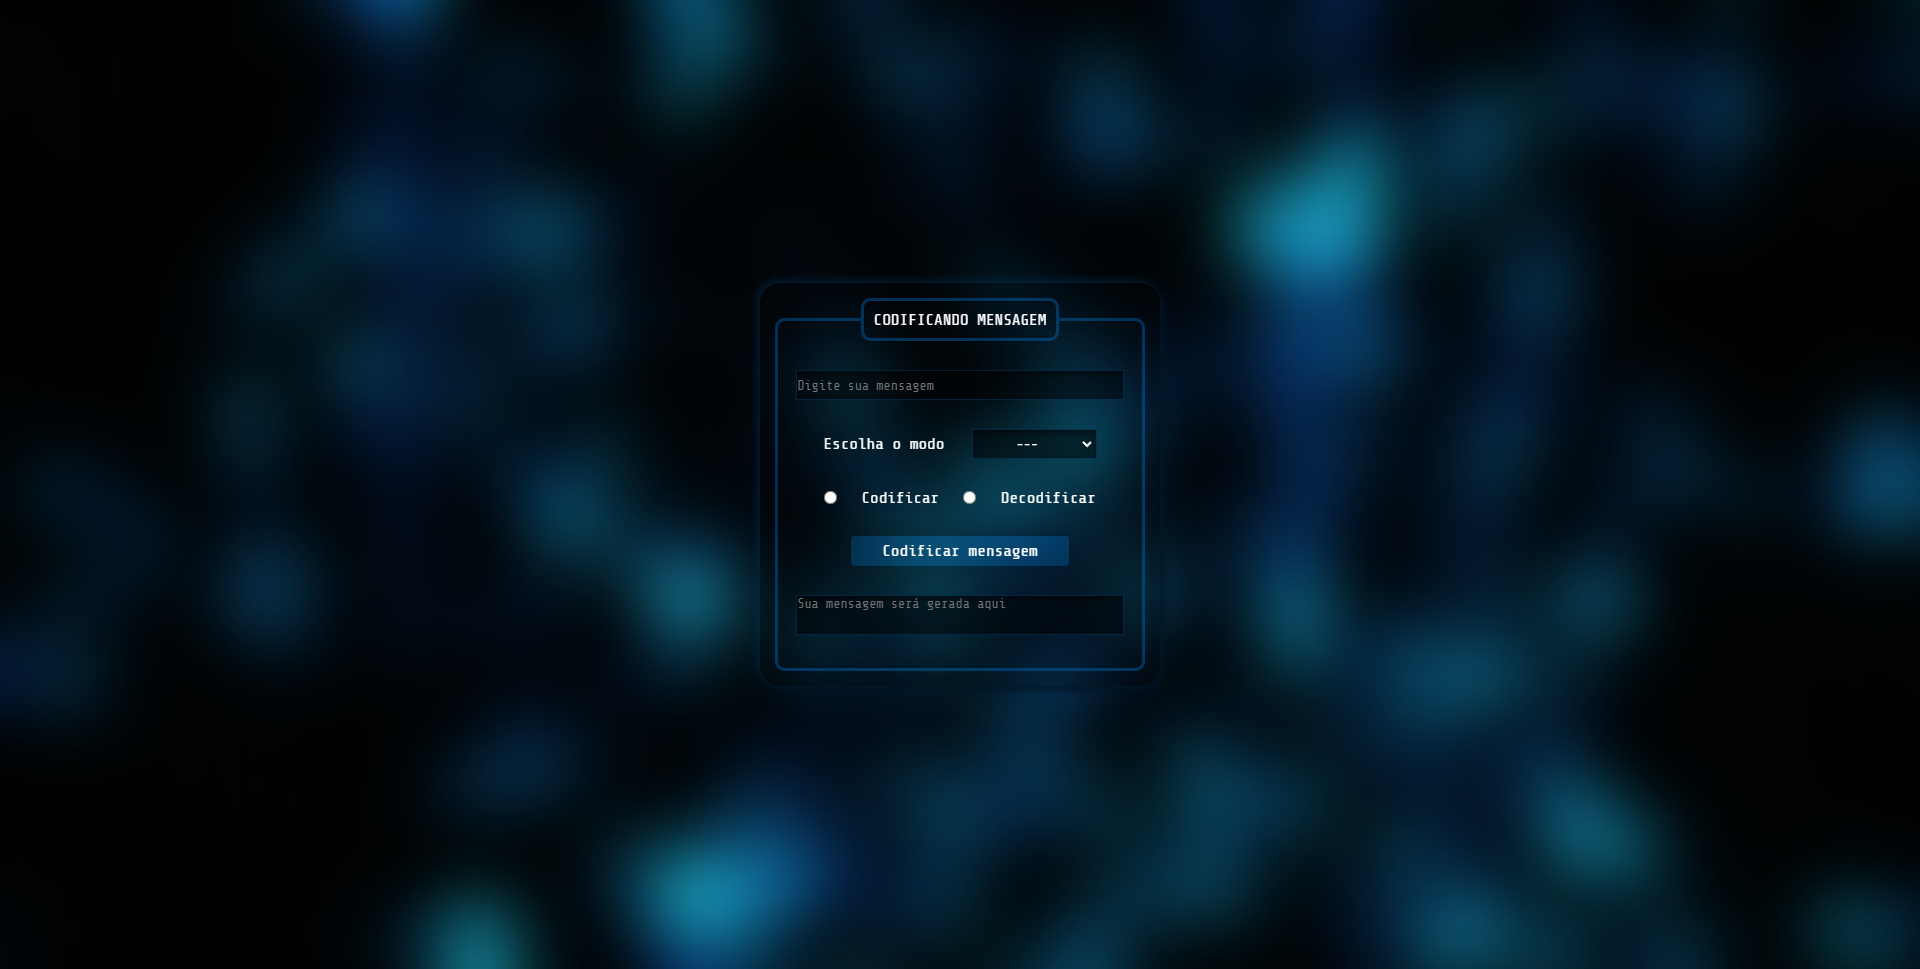 CODIFICANDO MENSAGEM
Digite sua mensagem
Escolha o modo ---
Codificar Decodificar
Codificar mensagem
Sua mensagem será gerada aqui